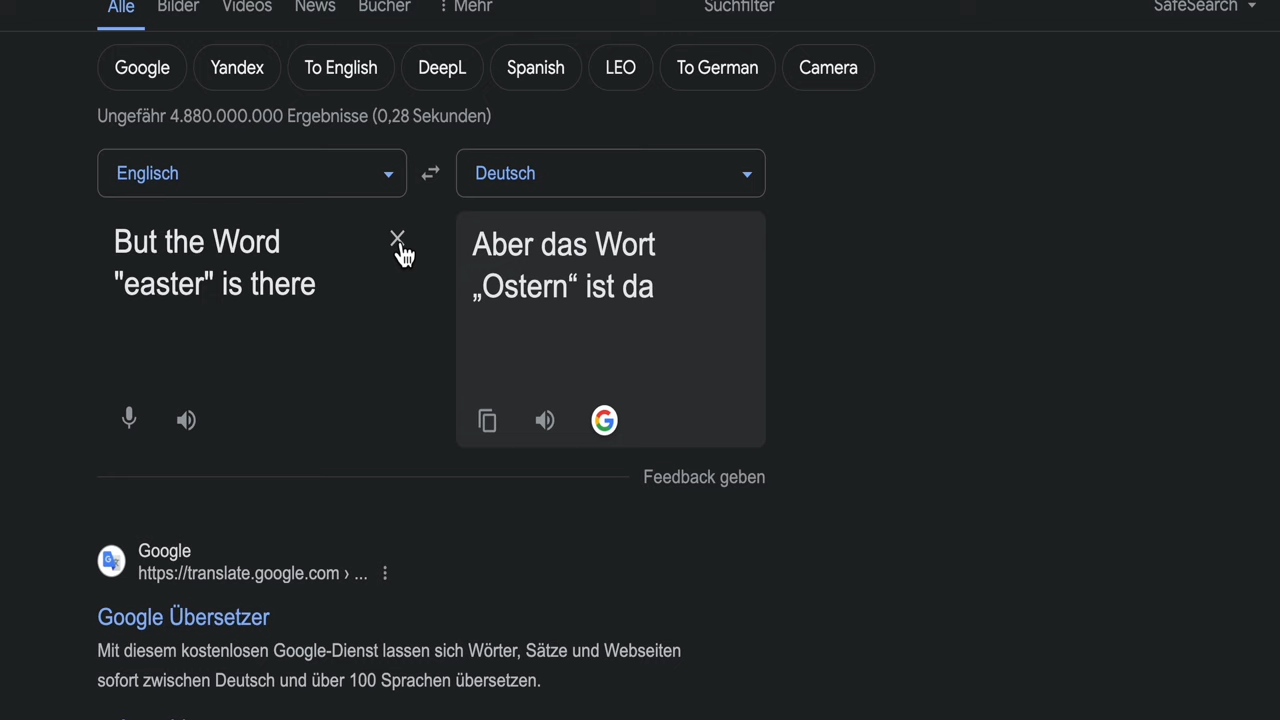 Alle Bilder Videos News Bücher Mehr Suchfilter SafeSearch
Google Yandex To English DeepL Spanish LEO To German Camera
Ungefähr 4.880.000.000 Ergebnisse (0,28 Sekunden)
Englisch Deutsch
But the Word
"easter" is there
Aber das Wort
„Ostern“ ist da
Feedback geben
Google
https://translate.google.com › ...
Google Übersetzer
Mit diesem kostenlosen Google-Dienst lassen sich Wörter, Sätze und Webseiten
sofort zwischen Deutsch und über 100 Sprachen übersetzen.